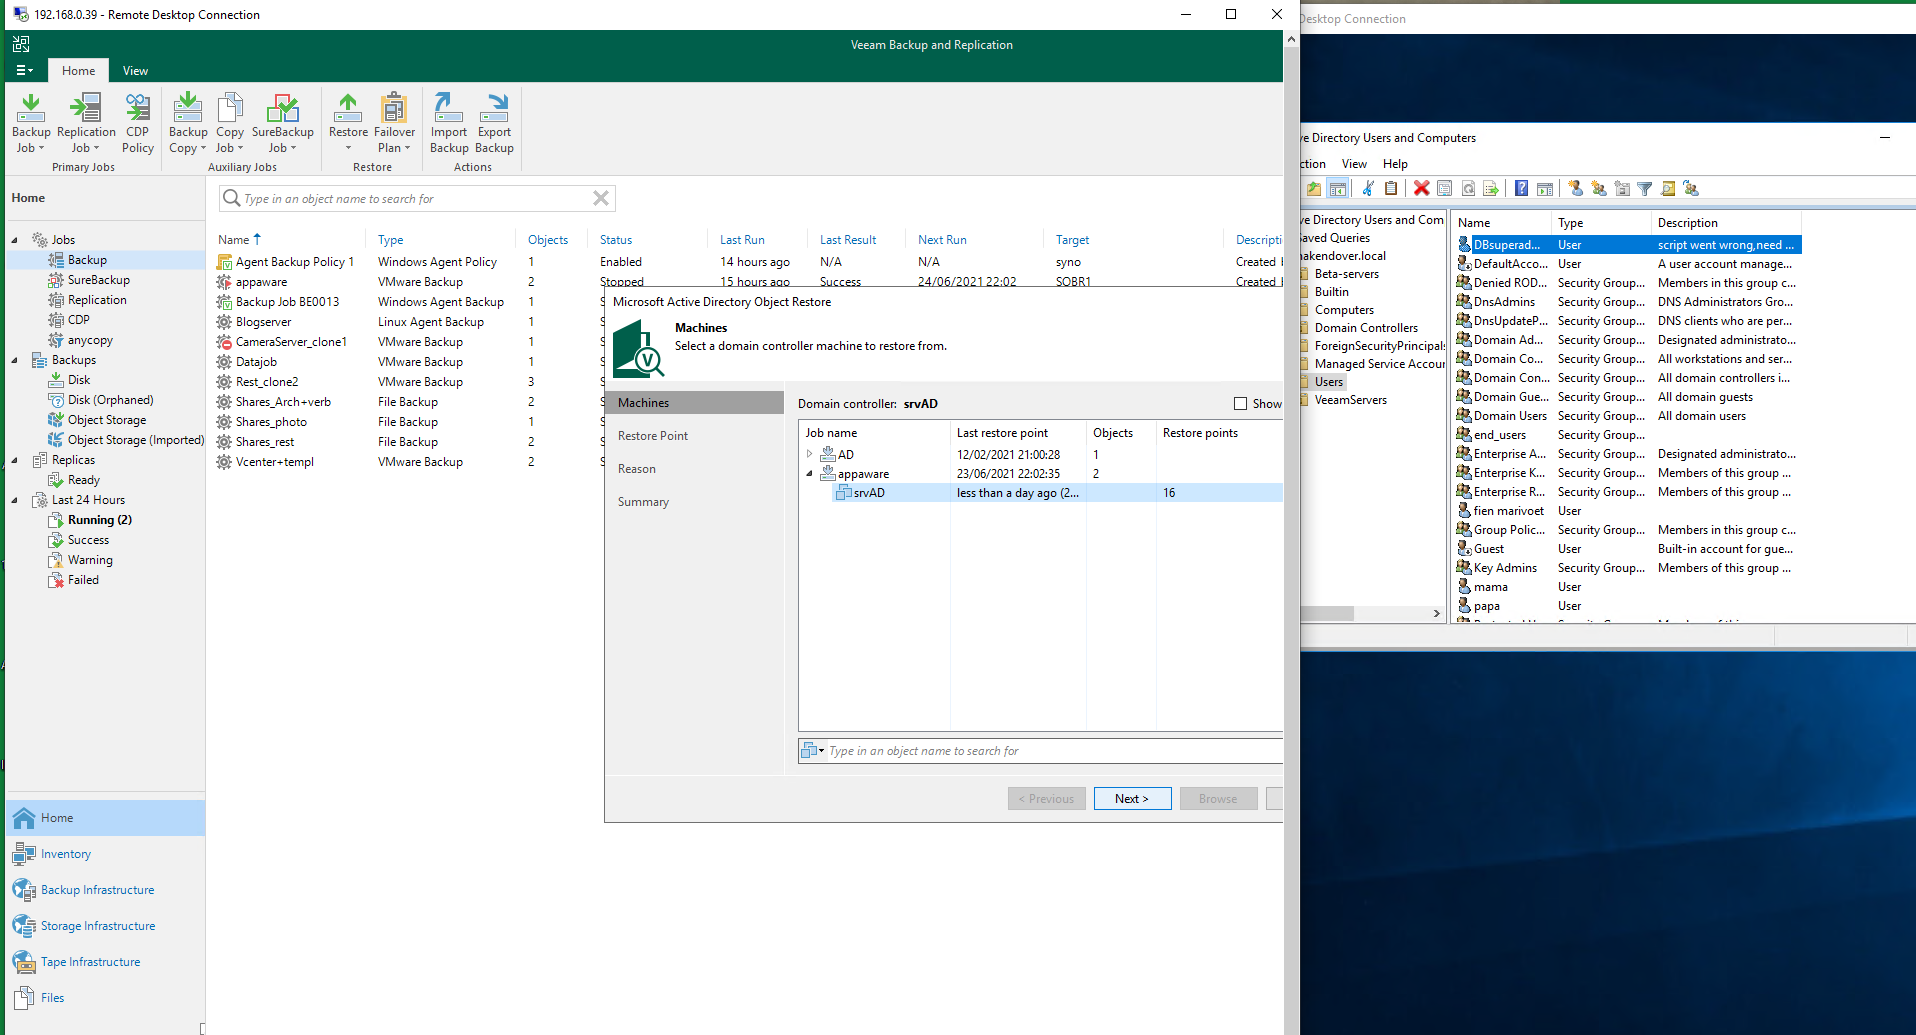 192.168.0.39 - Remote Desktop Connection
Desktop Connection
Veeam Backup and Replication
Home
View
Backup Job
Replication Job
CDP Policy
Primary Jobs
Backup Copy
Copy Job
SureBackup Job
Auxiliary Jobs
Restore
Failover Plan
Restore
Import Backup
Export Backup
Actions
Home
Jobs
Backup
SureBackup
Replication
CDP
anycopy
Backups
Disk
Disk (Orphaned)
Object Storage
Object Storage (Imported)
Replicas
Ready
Last 24 Hours
Running (2)
Success
Warning
Failed
Home
Inventory
Backup Infrastructure
Storage Infrastructure
Tape Infrastructure
Files
Type in an object name to search for
Name Type Objects Status Last Run Last Result Next Run Target Descripti
Agent Backup Policy 1 Windows Agent Policy 1 Enabled 14 hours ago N/A N/A syno Created
appaware VMware Backup 2 Stopped 15 hours ago Success 24/06/2021 22:02 SOBR1 Created
Backup Job BE0013 Windows Agent Backup 1
Blogserver Linux Agent Backup 1
CameraServer_clone1 VMware Backup 1
Datajob VMware Backup 1
Rest_clone2 VMware Backup 3
Shares_Arch+verb File Backup 2
Shares_photo File Backup 1
Shares_rest File Backup 2
Vcenter+templ VMware Backup 2
Microsoft Active Directory Object Restore
Machines
Select a domain controller machine to restore from.
Machines
Restore Point
Reason
Summary
Domain controller: srvAD
Show
Job name Last restore point Objects Restore points
AD 12/02/2021 21:00:28 1
appaware 23/06/2021 22:02:35 2
srvAD less than a day ago (2... 16
Type in an object name to search for
< Previous
Next >
Browse
ve Directory Users and Computers
ction View Help
ve Directory Users and Com
Saved Queries
nakendover.local
Beta-servers
Builtin
Computers
Domain Controllers
ForeignSecurityPrincipals
Managed Service Accour
Users
VeeamServers
Name Type Description
DBsuperad... User script went wrong,need ...
DefaultAcco... User A user account manage...
Denied ROD... Security Group... Members in this group c...
DnsAdmins Security Group... DNS Administrators Gro...
DnsUpdateP... Security Group... DNS clients who are per...
Domain Ad... Security Group... Designated administrato...
Domain Co... Security Group... All workstations and ser...
Domain Con... Security Group... All domain controllers i...
Domain Gue... Security Group... All domain guests
Domain Users Security Group... All domain users
end_users Security Group...
Enterprise A... Security Group... Designated administrato...
Enterprise K... Security Group... Members of this group ...
Enterprise R... Security Group... Members of this group ...
fien marivoet User
Group Polic... Security Group... Members in this group c...
Guest User Built-in account for gue...
Key Admins Security Group... Members of this group ...
mama User
papa User